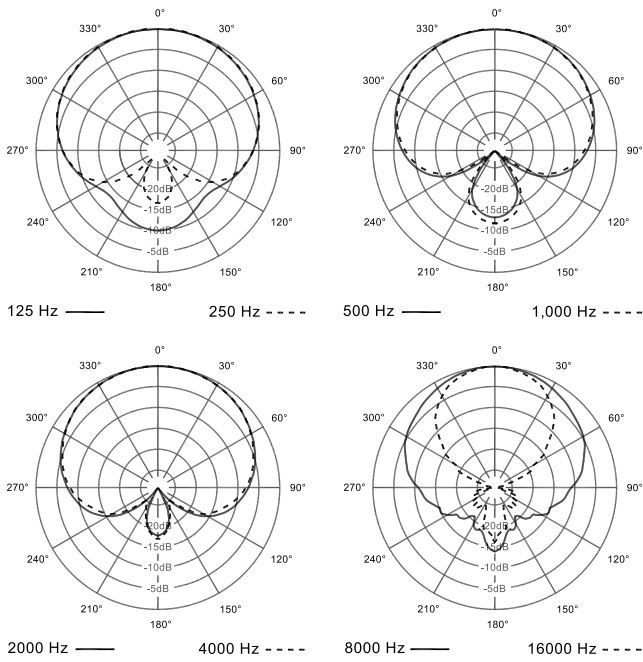 0° 0°
330° 30° 330° 30°
300° 60° 300° 60°
270° 90° 270° 90°
-20dB -20dB
-15dB -15dB
240° -10dB 120° 240° -10dB 120°
-5dB -5dB
210° 150° 210° 150°
180° 180°
125 Hz 250 Hz 500 Hz 1,000 Hz
0° 0°
330° 30° 330° 30°
300° 60° 300° 60°
270° 90° 270° 90°
-20dB -20dB
-15dB -15dB
240° -10dB 120° 240° -10dB 120°
-5dB -5dB
210° 150° 210° 150°
180° 180°
2000 Hz 4000 Hz 8000 Hz 16000 Hz